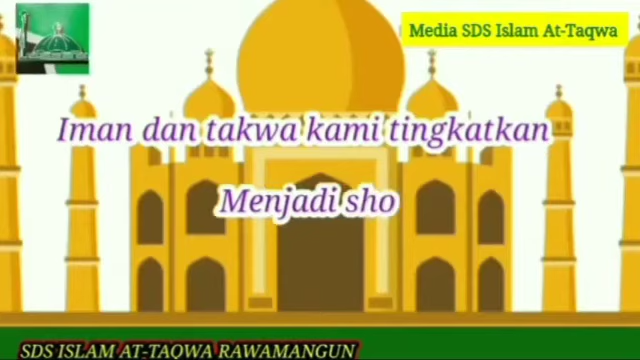 Media SDS Islam At-Taqwa
Iman dan takwa kami tingkatkan
Menjadi sho
SDS ISLAM AT-TAQWA RAWAMANGUN